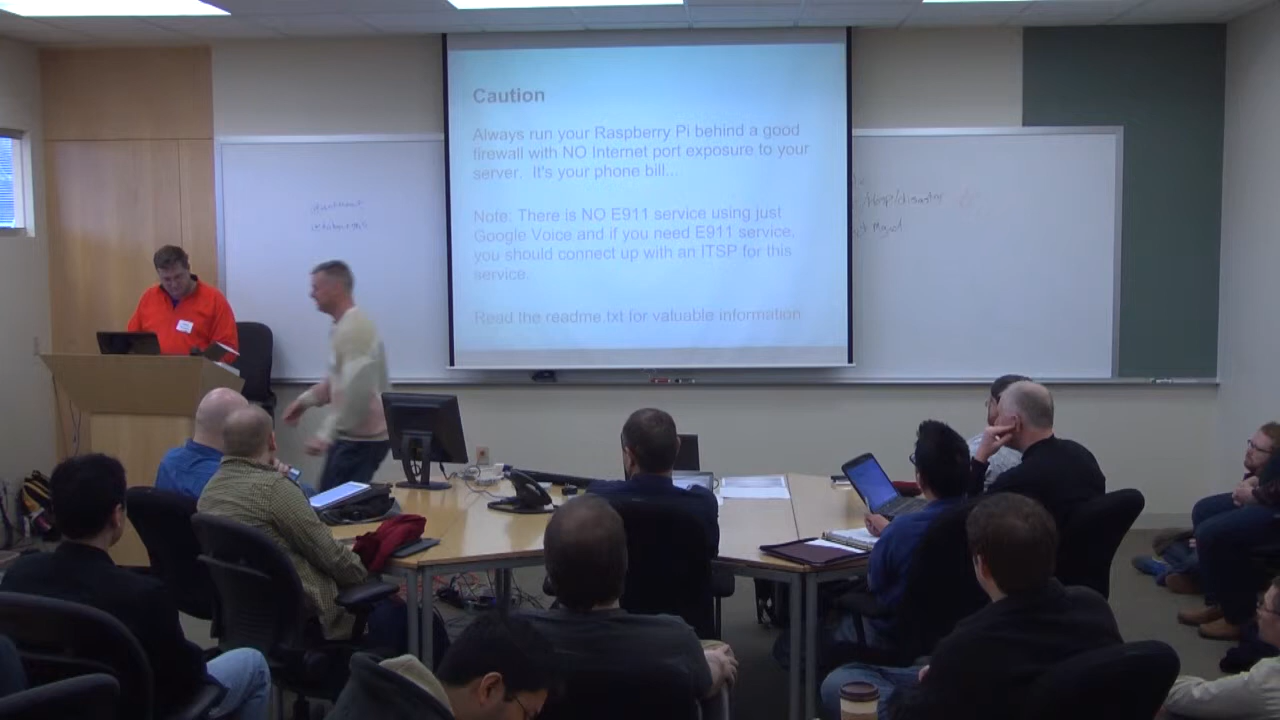 Caution
Always run your Raspberry Pi behind a good
firewall with NO Internet port exposure to your
server. It's your phone bill....
Note: There is NO E911 service using just
Google Voice and if you need E911 service,
you should connect up with an ITSP for this
service.
Read the readme.txt for valuable information